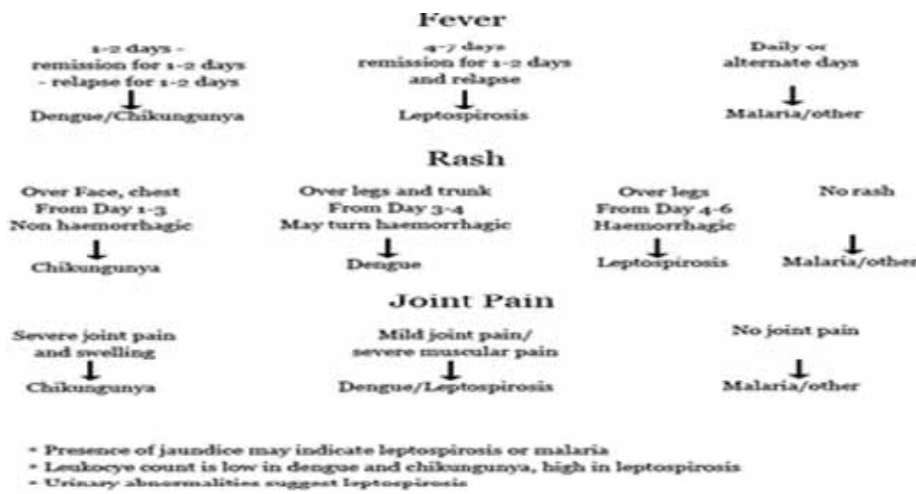 Fever
1-2 days -
remission for 1-2 days
- relapse for 1-2 days
Dengue/Chikungunya
4-7 days
remission for 1-2 days
and relapse
Leptospirosis
Daily or
alternate days
Malaria/other
Rash
Over Face, chest
From Day 1-3
Non haemorrhagic
Chikungunya
Over legs and trunk
From Day 3-4
May turn haemorrhagic
Dengue
Over legs
From Day 4-6
Haemorrhagic
Leptospirosis
No rash
Malaria/other
Joint Pain
Severe joint pain
and swelling
Chikungunya
Mild joint pain/
severe muscular pain
Dengue/Leptospirosis
No joint pain
Malaria/other
• Presence of jaundice may indicate leptospirosis or malaria
• Leukocye count is low in dengue and chikungunya, high in leptospirosis
• Urinary abnormalities suggest leptospirosis